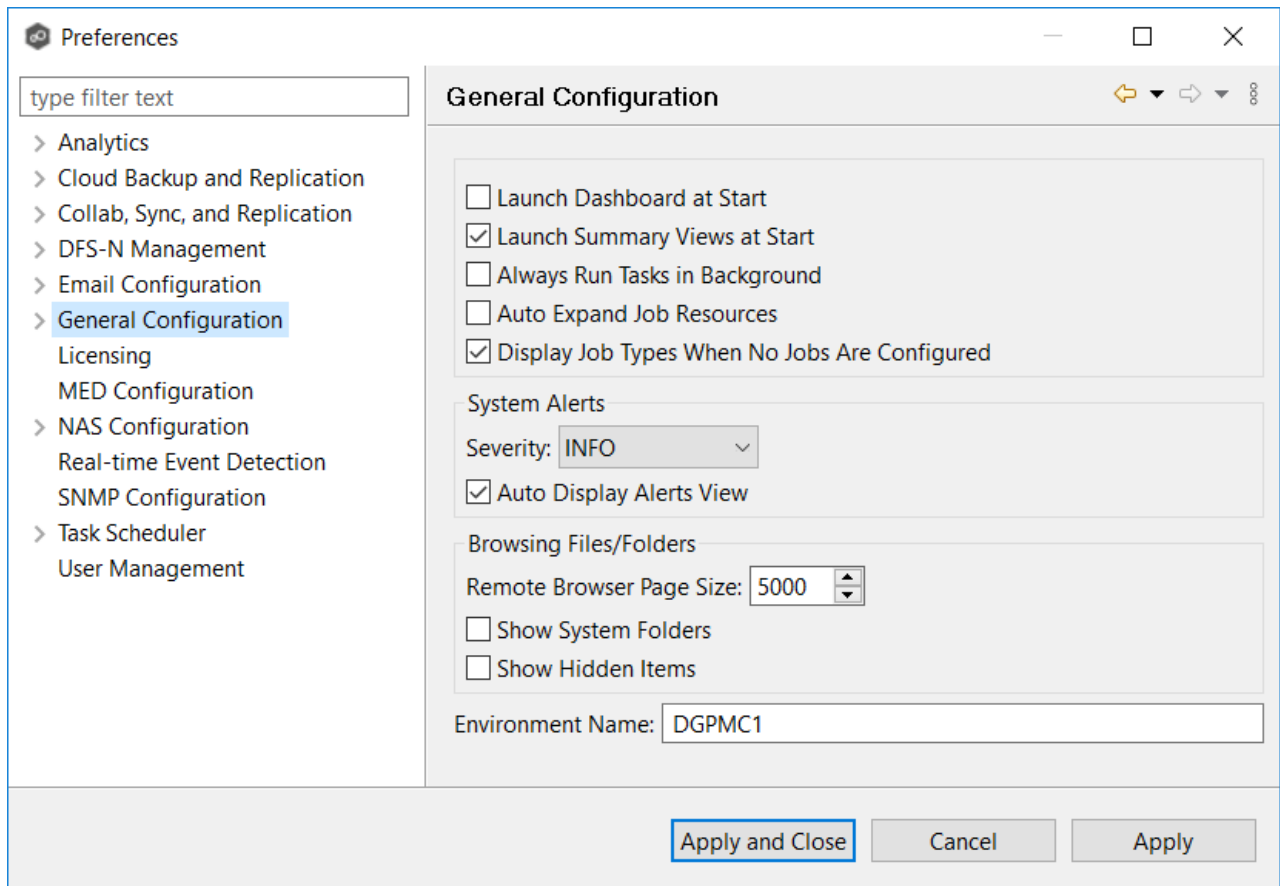 Preferences
type filter text
Analytics
Cloud Backup and Replication
Collab, Sync, and Replication
DFS-N Management
Email Configuration
General Configuration
Licensing
MED Configuration
NAS Configuration
Real-time Event Detection
SNMP Configuration
Task Scheduler
User Management
General Configuration
Launch Dashboard at Start
Launch Summary Views at Start
Always Run Tasks in Background
Auto Expand Job Resources
Display Job Types When No Jobs Are Configured
System Alerts
Severity: INFO
Auto Display Alerts View
Browsing Files/Folders
Remote Browser Page Size: 5000
Show System Folders
Show Hidden Items
Environment Name: DGPMC1
Apply and Close Cancel Apply